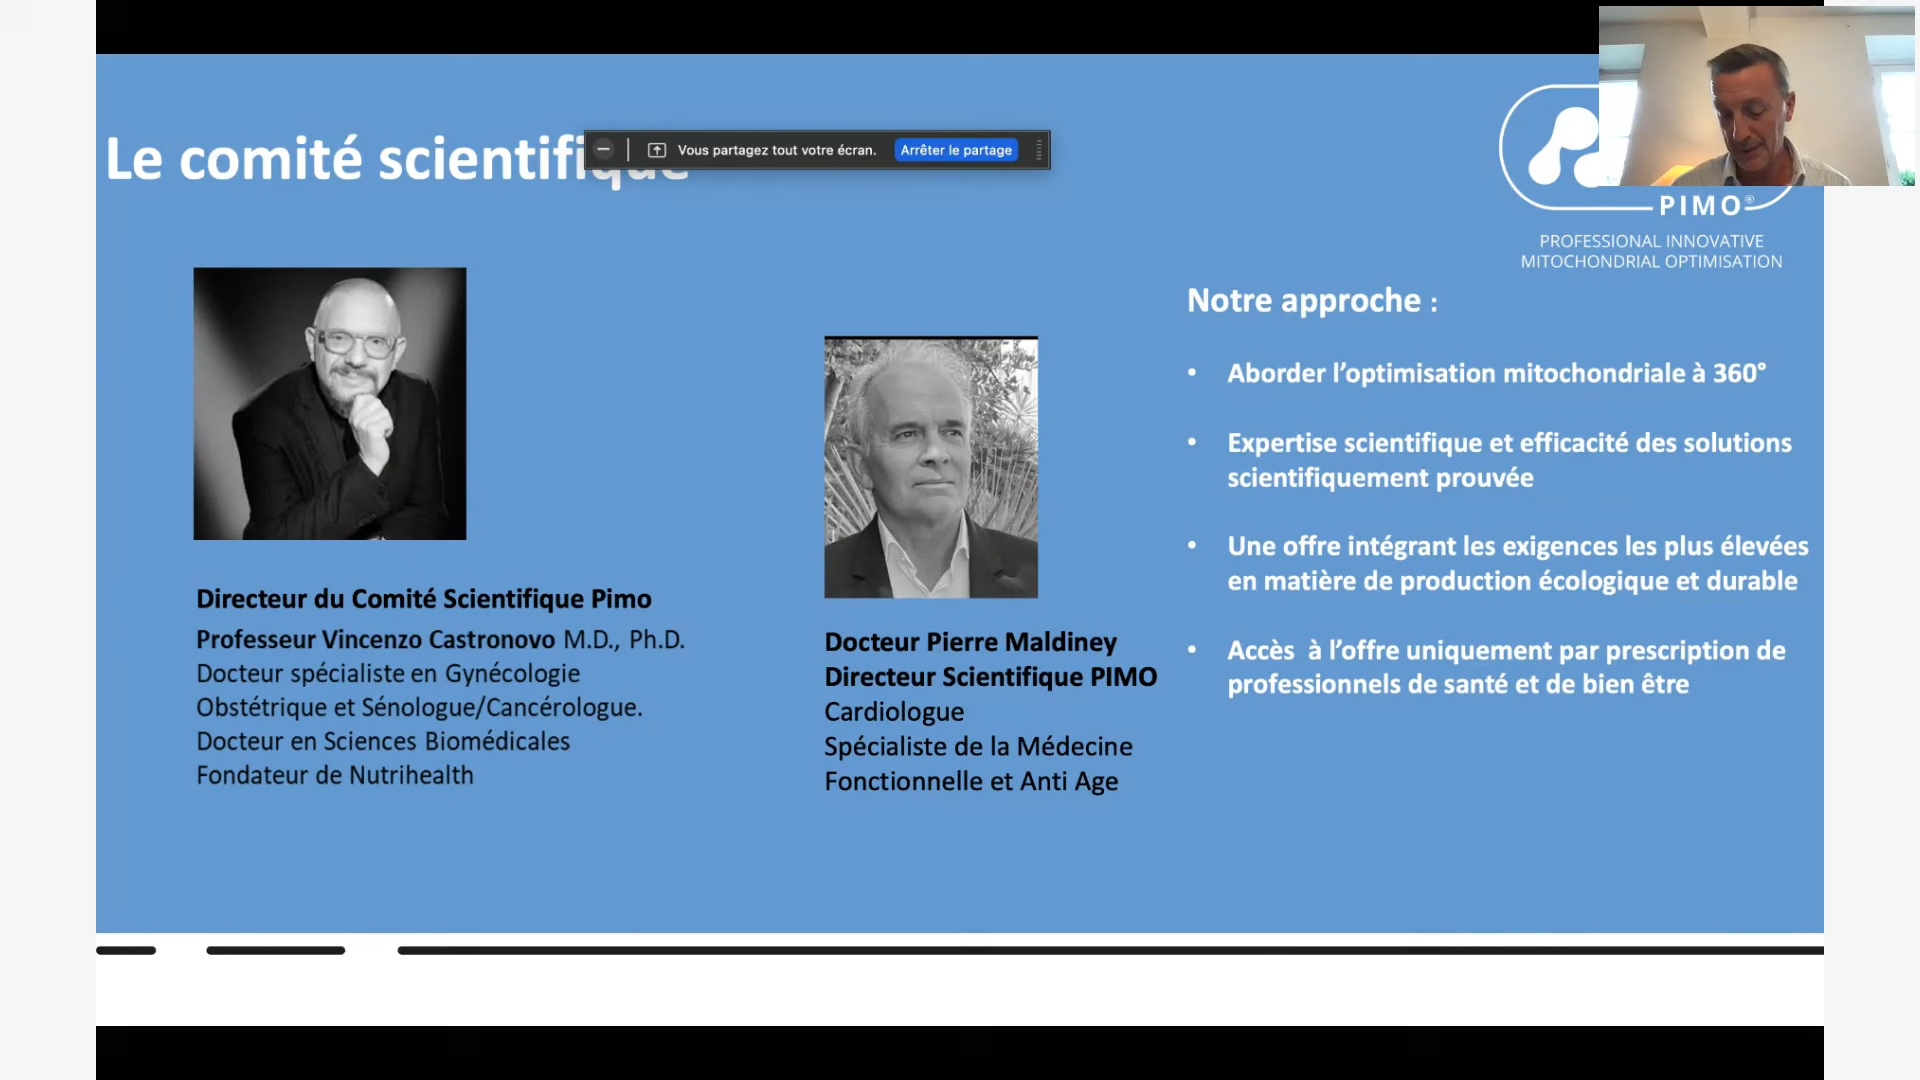 Le comité scientifique
Vous partagez tout votre écran.
Arrêter le partage
PIMO®
PROFESSIONAL INNOVATIVE
MITOCHONDRIAL OPTIMISATION
Directeur du Comité Scientifique Pimo
Professeur Vincenzo Castronovo M.D., Ph.D.
Docteur spécialiste en Gynécologie
Obstétrique et Sénologue/Cancérologue.
Docteur en Sciences Biomédicales
Fondateur de Nutrihealth
Docteur Pierre Maldiney
Directeur Scientifique PIMO
Cardiologue
Spécialiste de la Médecine
Fonctionnelle et Anti Age
Notre approche :
• Aborder l’optimisation mitochondriale à 360°
• Expertise scientifique et efficacité des solutions
scientifiquement prouvée
• Une offre intégrant les exigences les plus élevées
en matière de production écologique et durable
• Accès  à l’offre uniquement par prescription de
professionnels de santé et de bien être